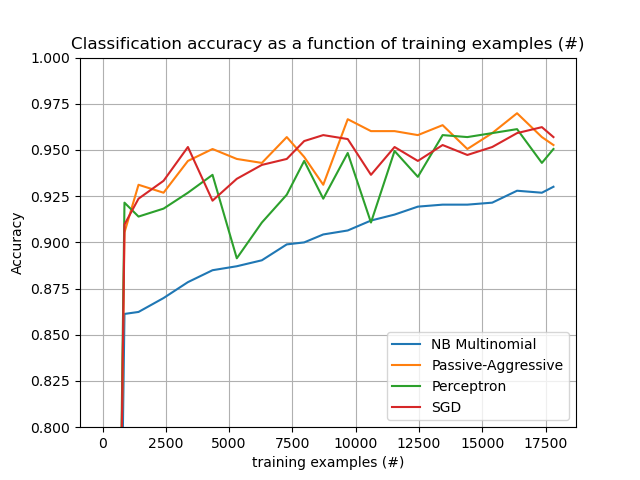 Classification accuracy as a function of training examples (#)
1.000
0.975
0.950
0.925
0.900
0.875
0.850
0.825
0.800
Accuracy
NB Multinomial
Passive-Aggressive
Perceptron
SGD
0 2500 5000 7500 10000 12500 15000 17500
training examples (#)